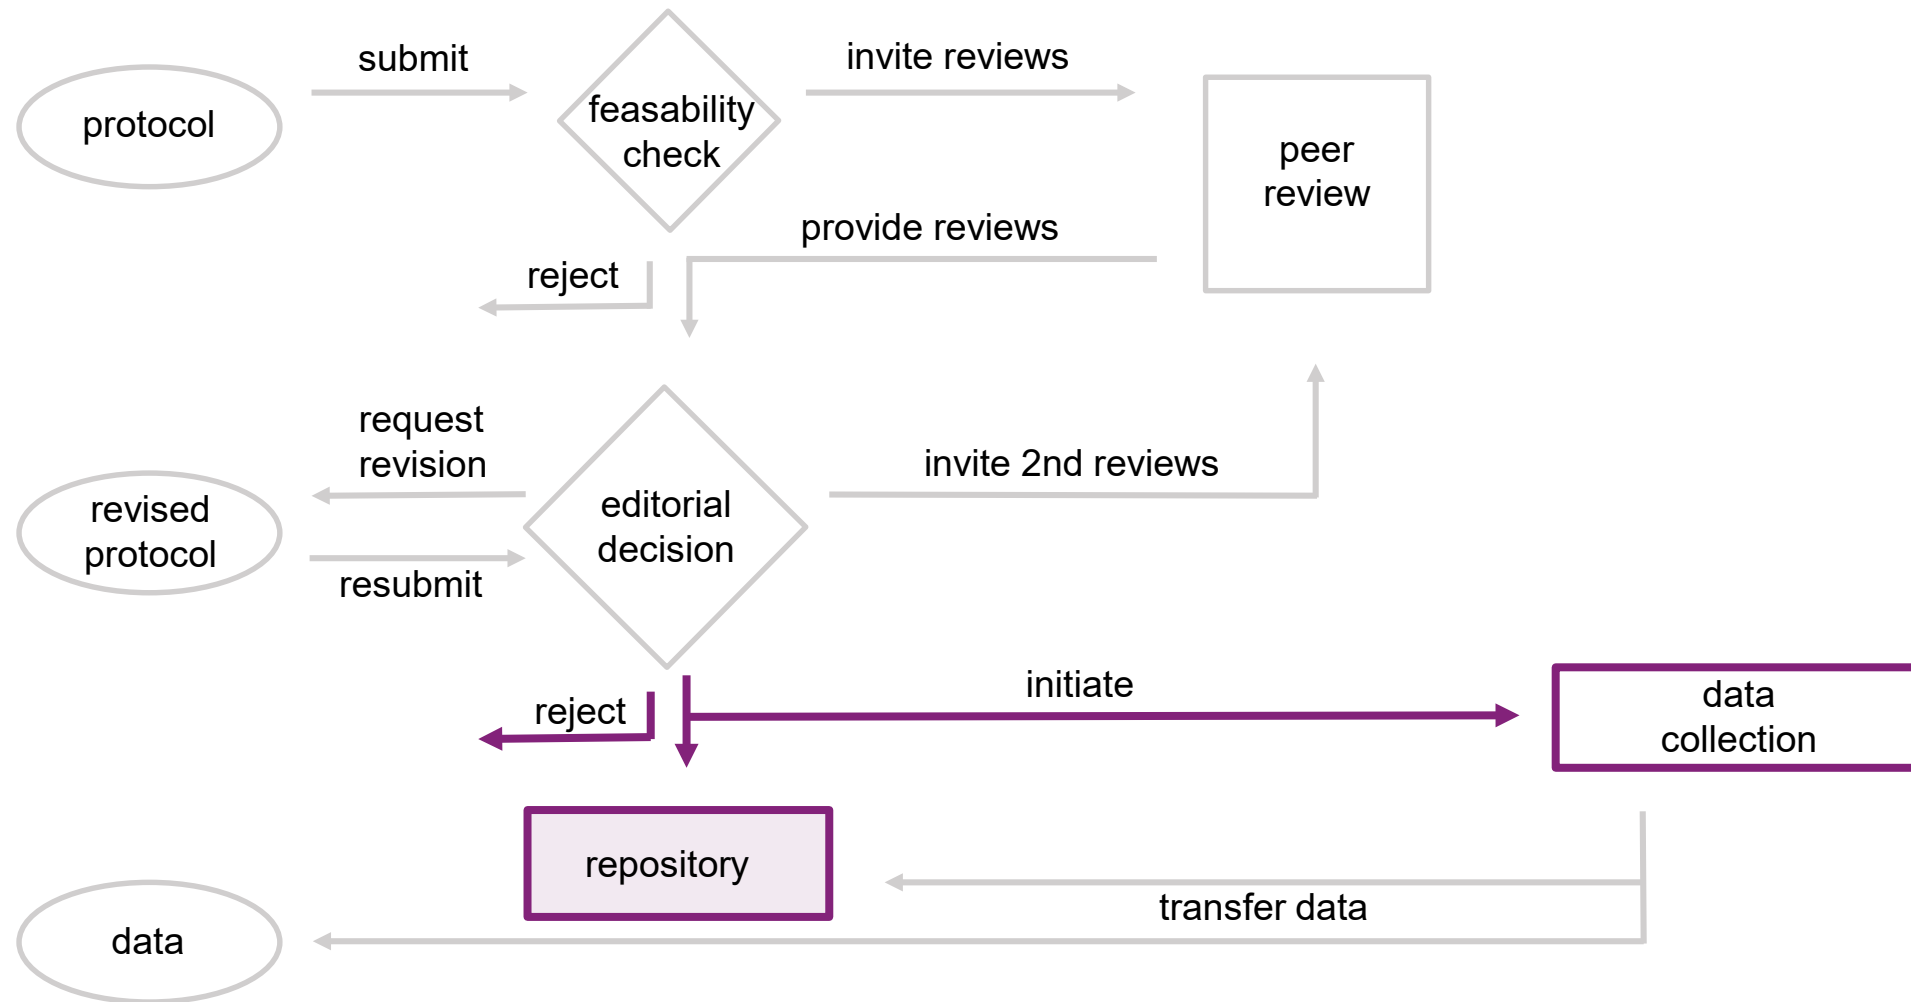 submit
invite reviews
protocol
feasability
check
peer
review
provide reviews
reject
request
revision
invite 2nd reviews
revised
protocol
editorial
decision
resubmit
initiate
reject
data
collection
repository
transfer data
data